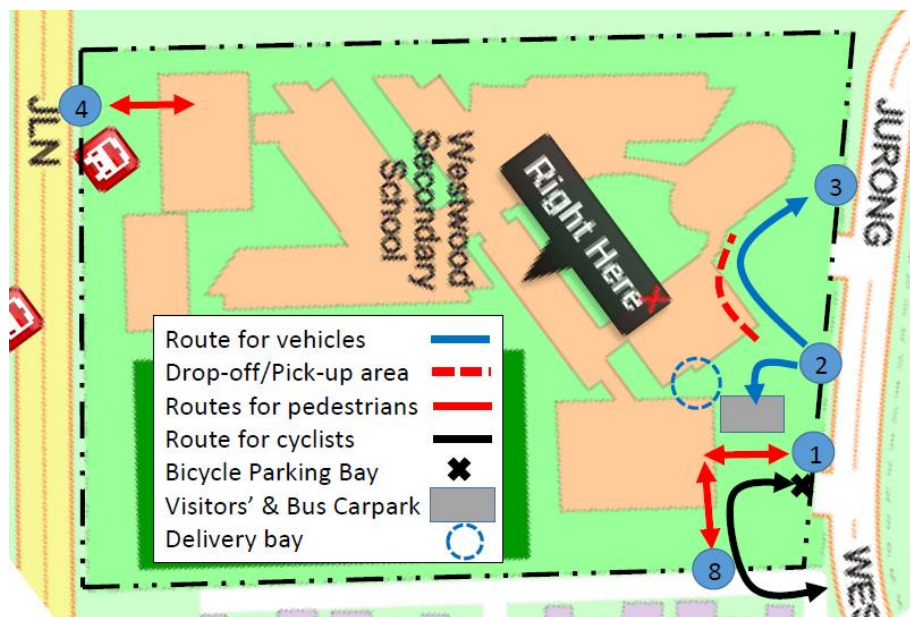 JLN
4
Westwood
Secondary
School
Right Here
JURONG
3
2
1
8
WES
Route for vehicles
Drop-off/Pick-up area
Routes for pedestrians
Route for cyclists
Bicycle Parking Bay
Visitors' & Bus Carpark
Delivery bay